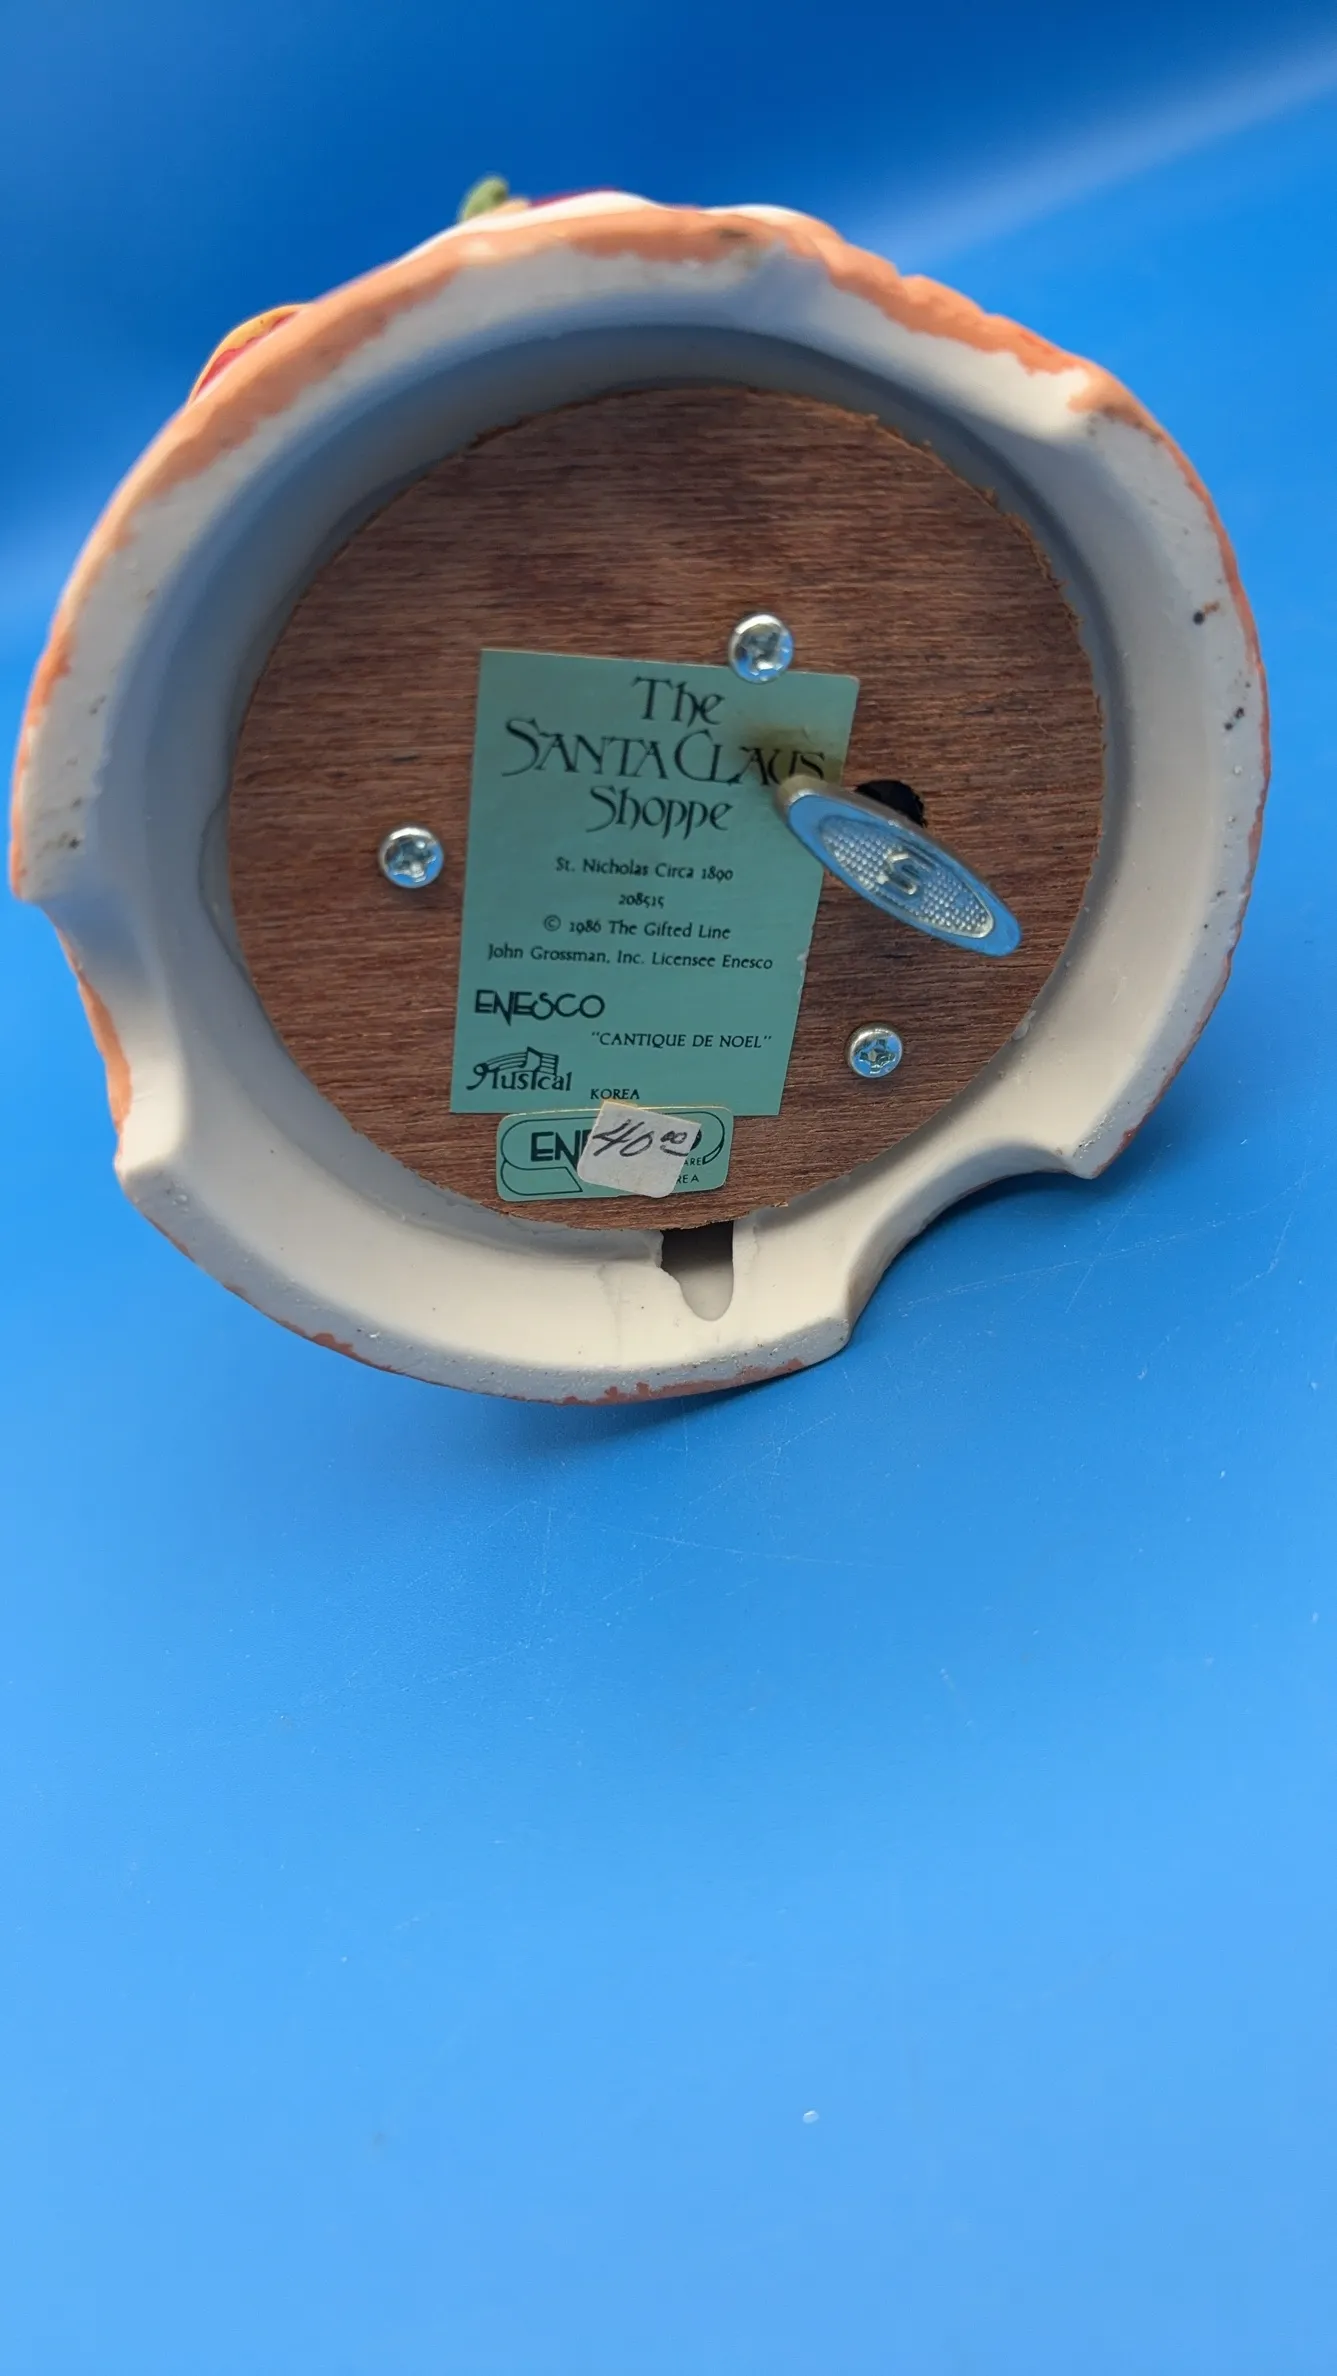 The
SANTA CLAUS
Shoppe
St. Nicholas Circa 1890
208515
© 1986 The Gifted Line
John Grossman, Inc. Licensee Enesco
ENESCO
"CANTIQUE DE NOEL"
Musical
KOREA
40.00
S